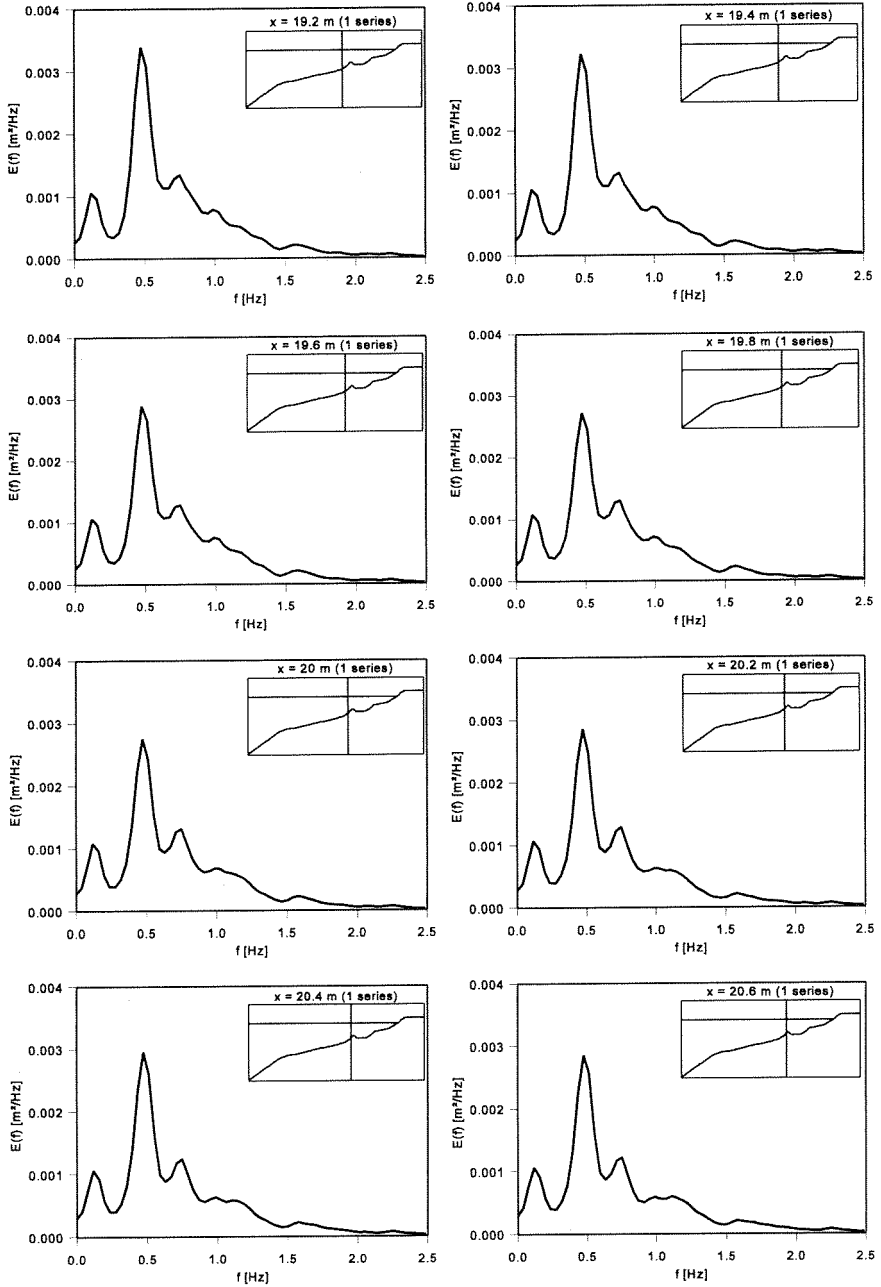 x = 19.2 m (1 series)
0.004
0.003
0.002
0.001
0.000
E(f) [m²/Hz]
0.0 0.5 1.0 1.5 2.0 2.5
f [Hz]
x = 19.4 m (1 series)
0.004
0.003
0.002
0.001
0.000
E(f) [m²/Hz]
0.0 0.5 1.0 1.5 2.0 2.5
f [Hz]
x = 19.6 m (1 series)
0.004
0.003
0.002
0.001
0.000
E(f) [m²/Hz]
0.0 0.5 1.0 1.5 2.0 2.5
f [Hz]
x = 19.8 m (1 series)
0.004
0.003
0.002
0.001
0.000
E(f) [m²/Hz]
0.0 0.5 1.0 1.5 2.0 2.5
f [Hz]
x = 20 m (1 series)
0.004
0.003
0.002
0.001
0.000
E(f) [m²/Hz]
0.0 0.5 1.0 1.5 2.0 2.5
f [Hz]
x = 20.2 m (1 series)
0.004
0.003
0.002
0.001
0.000
E(f) [m²/Hz]
0.0 0.5 1.0 1.5 2.0 2.5
f [Hz]
x = 20.4 m (1 series)
0.004
0.003
0.002
0.001
0.000
E(f) [m²/Hz]
0.0 0.5 1.0 1.5 2.0 2.5
f [Hz]
x = 20.6 m (1 series)
0.004
0.003
0.002
0.001
0.000
E(f) [m²/Hz]
0.0 0.5 1.0 1.5 2.0 2.5
f [Hz]